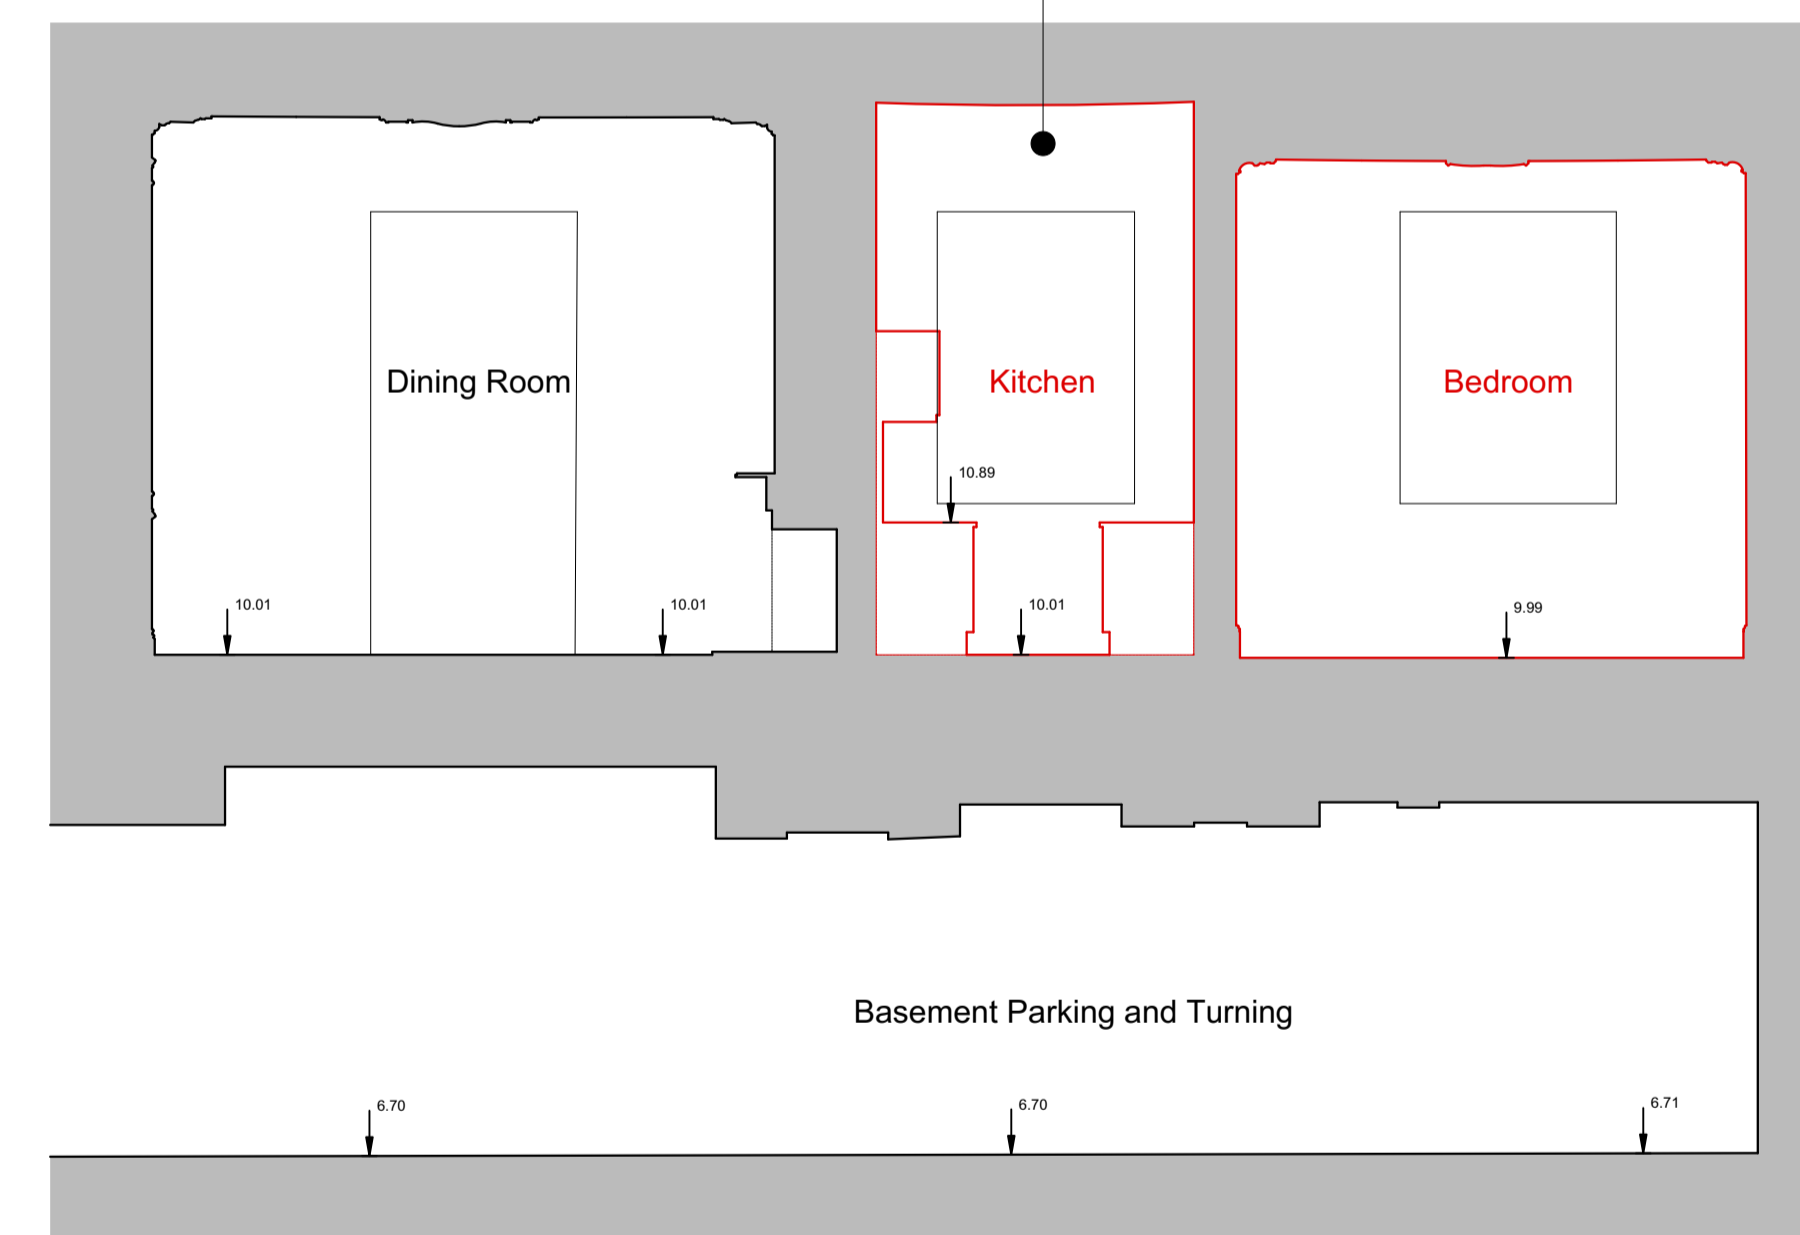 Dining Room
Kitchen
Bedroom
10.89
10.01
10.01
10.01
9.99
Basement Parking and Turning
6.70
6.70
6.71